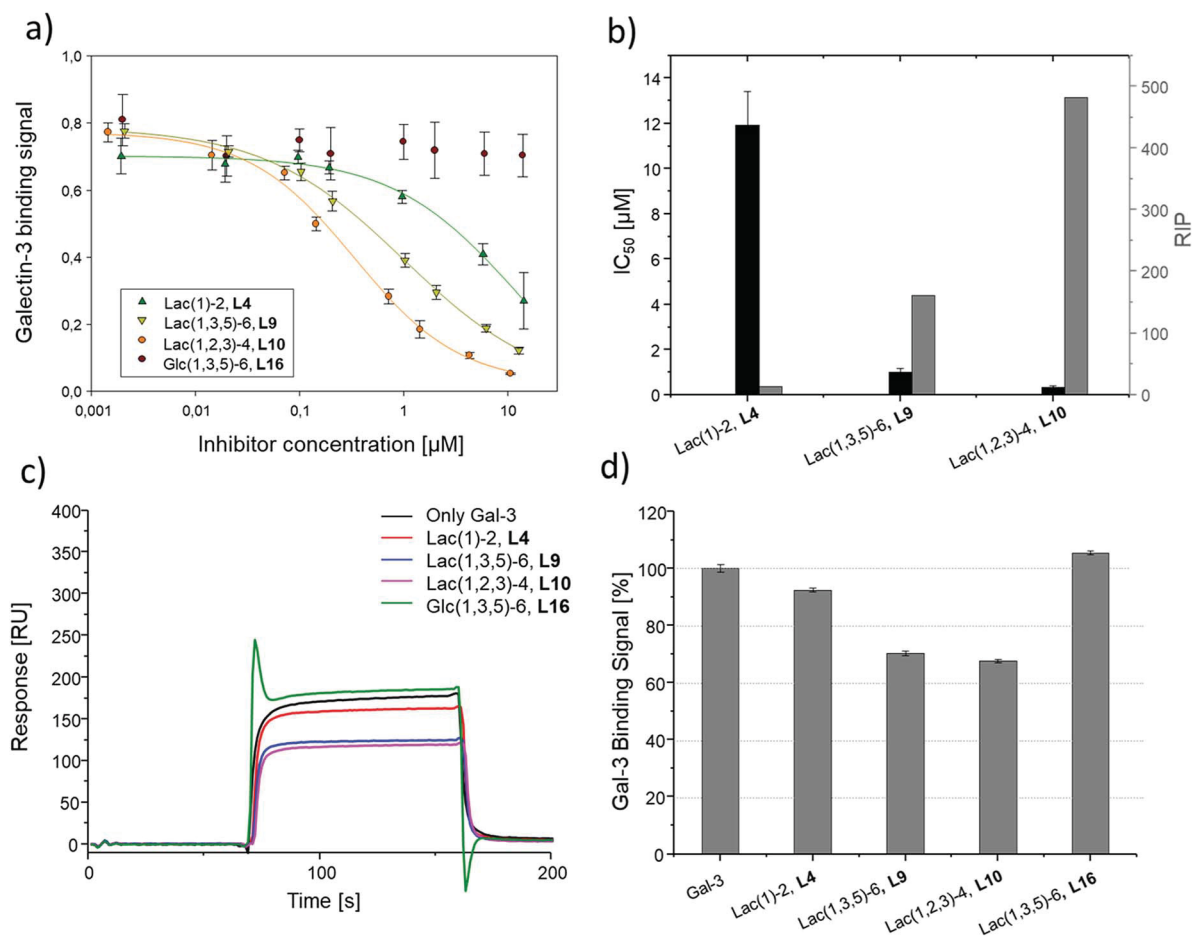 a)
Galectin-3 binding signal
1,0
0,8
0,6
0,4
0,2
0,0
0,001
0,01
0,1
1
10
Inhibitor concentration [µM]
Lac(1)-2, L4
Lac(1,3,5)-6, L9
Lac(1,2,3)-4, L10
Glc(1,3,5)-6, L16
b)
IC50 [µM]
14
12
10
8
6
4
2
0
RIP
500
400
300
200
100
0
Lac(1)-2, L4
Lac(1,3,5)-6, L9
Lac(1,2,3)-4, L10
c)
Response [RU]
400
350
300
250
200
150
100
50
0
0
100
200
Time [s]
Only Gal-3
Lac(1)-2, L4
Lac(1,3,5)-6, L9
Lac(1,2,3)-4, L10
Glc(1,3,5)-6, L16
d)
Gal-3 Binding Signal [%]
120
100
80
60
40
20
0
Gal-3
Lac(1)-2, L4
Lac(1,3,5)-6, L9
Lac(1,2,3)-4, L10
Lac(1,3,5)-6, L16